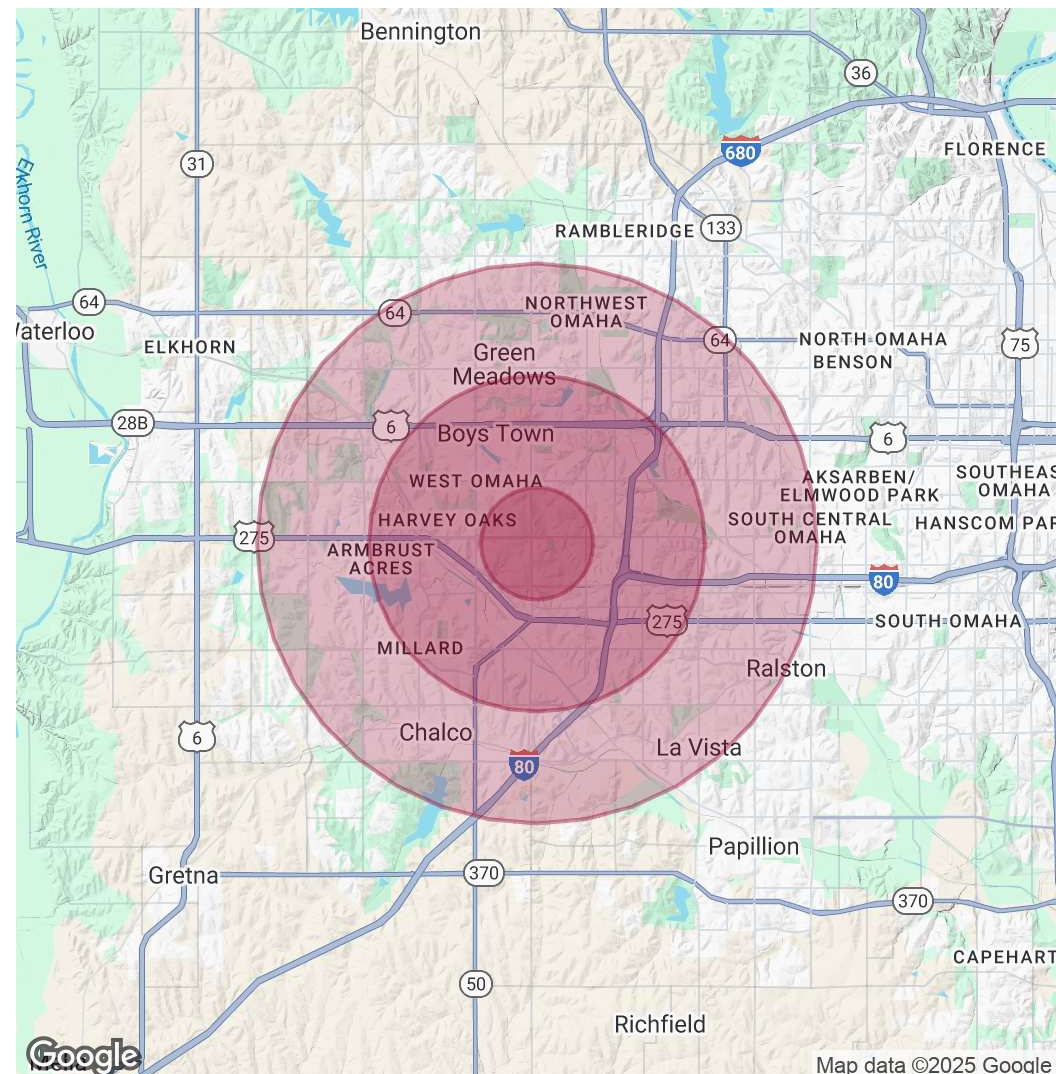 Bennington
36
680
FLORENCE
31
Elkhorn River
RAMBLERIDGE
133
64
NORTHWEST
OMAHA
64
64
NORTH OMAHA
75
/aterloo
ELKHORN
BENSON
Green
Meadows
28B
6
Boys Town
6
WEST OMAHA
AKSARBEN/
ELMWOOD PARK
SOUTHEAS
OMAHA
HARVEY OAKS
SOUTH CENTRAL
OMAHA
HANSCOM PAR
275
ARMBRUST
ACRES
80
275
SOUTH OMAHA
MILLARD
Ralston
6
Chalco
La Vista
80
Papillion
Gretna
370
370
CAPEHART
50
Richfield
Google
Melia
Map data ©2025 Google